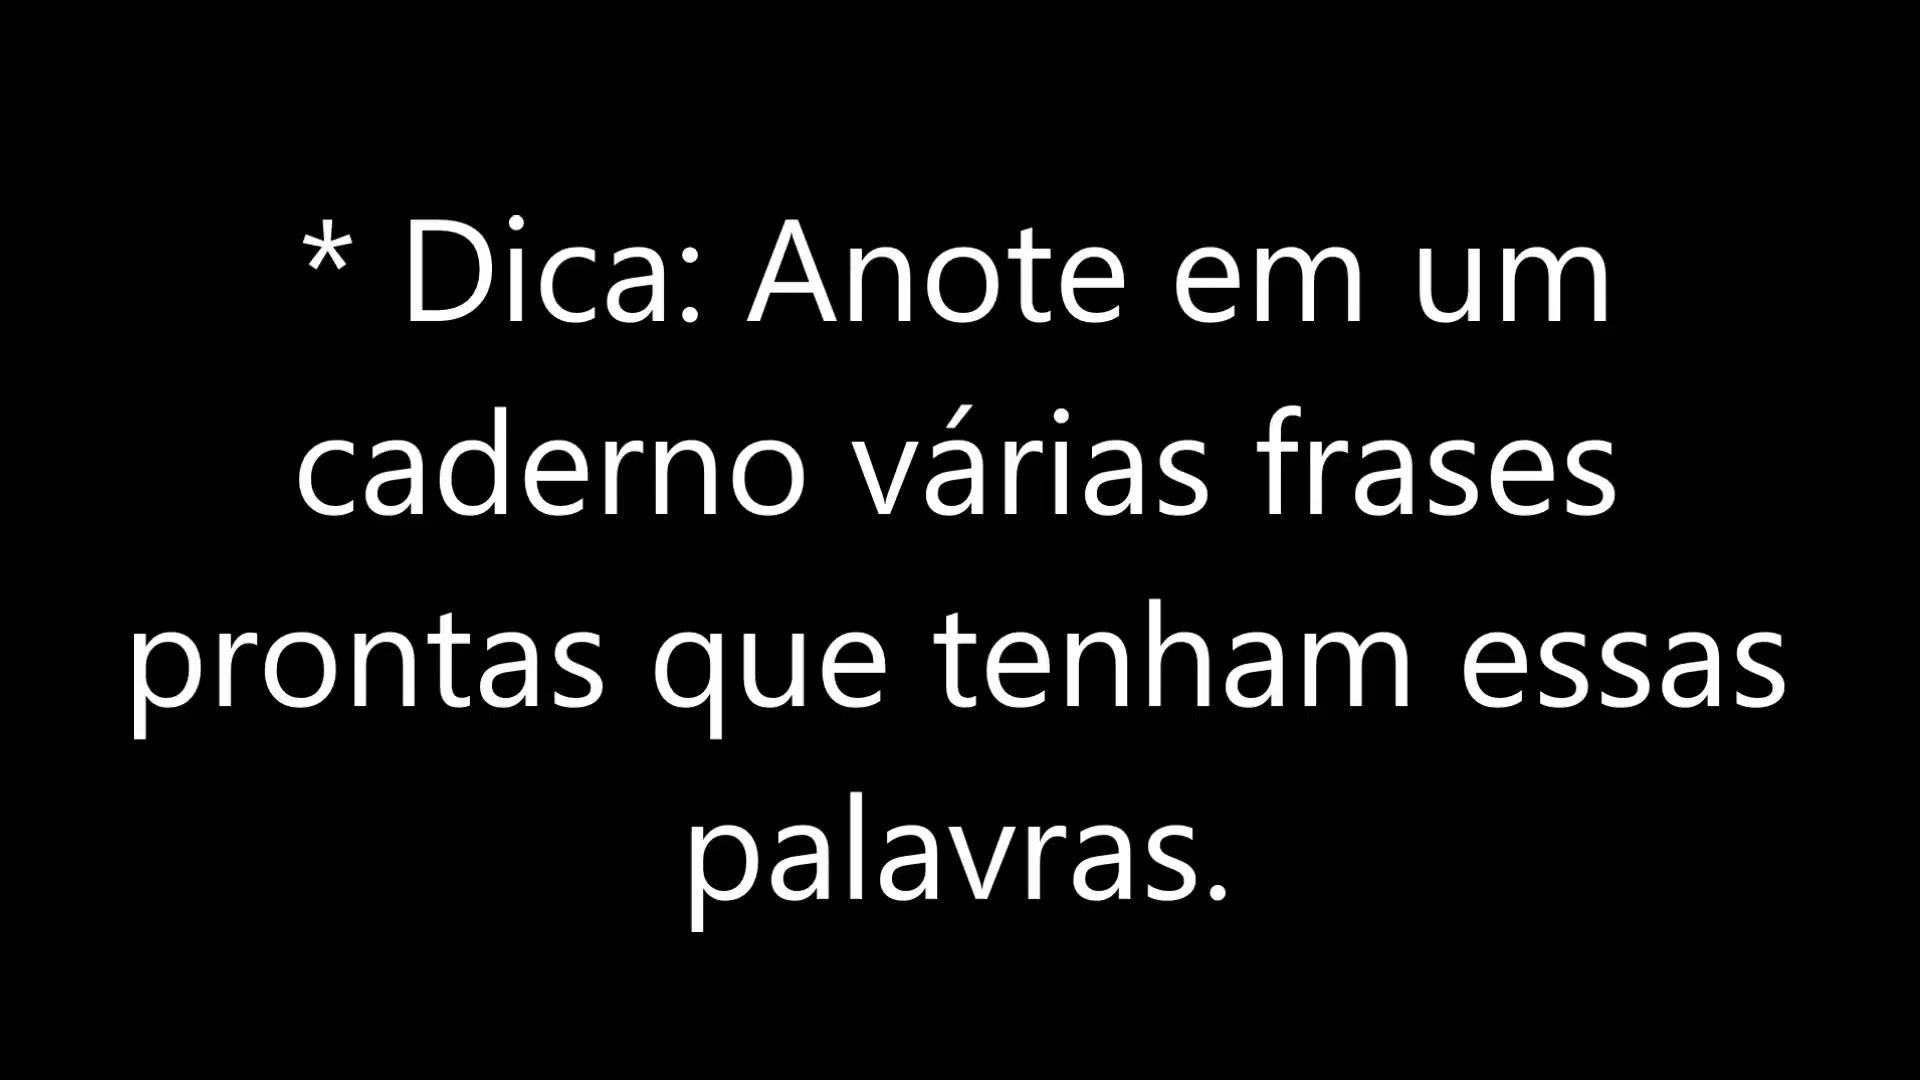 * Dica: Anote em um
caderno várias frases
prontas que tenham essas
palavras.